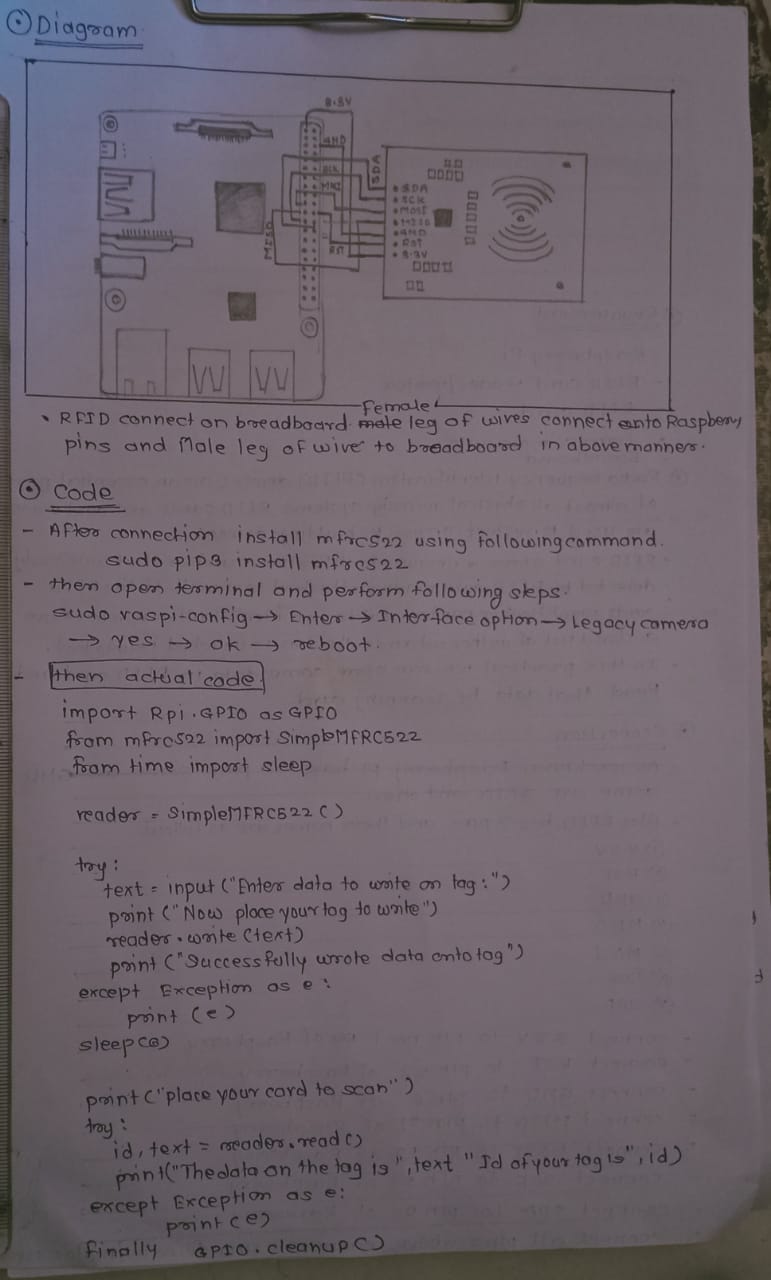 Diagram
3.3V
GND
SCK
MOSI
MISO
RST
SDA
SDA
SCK
MOSI
MISO
GND
RST
3.3V
Female
• RFID connect on breadboard male leg of wires connect onto Raspberry
pins and Male leg of wire to breadboard in above manner.
Code
- After connection install mfrc522 using following command.
sudo pip3 install mfrc522
- then open terminal and perform following steps.
sudo raspi-config → Enter → Interface option → Legacy camera
→ yes → ok → reboot.
- then actual code
import Rpi.GPIO as GPIO
from mfrc522 import SimpleMFRC522
from time import sleep
reader = SimpleMFRC522()
try:
text = input("Enter data to write on tag:")
print("Now place your tag to write")
reader.write(text)
print("Successfully wrote data onto tag")
except Exception as e:
print(e)
sleep()
print("place your card to scan")
try:
id, text = reader.read()
print("The data on the tag is", text "Id of your tag is", id)
except Exception as e:
print(e)
finally GPIO.cleanup()